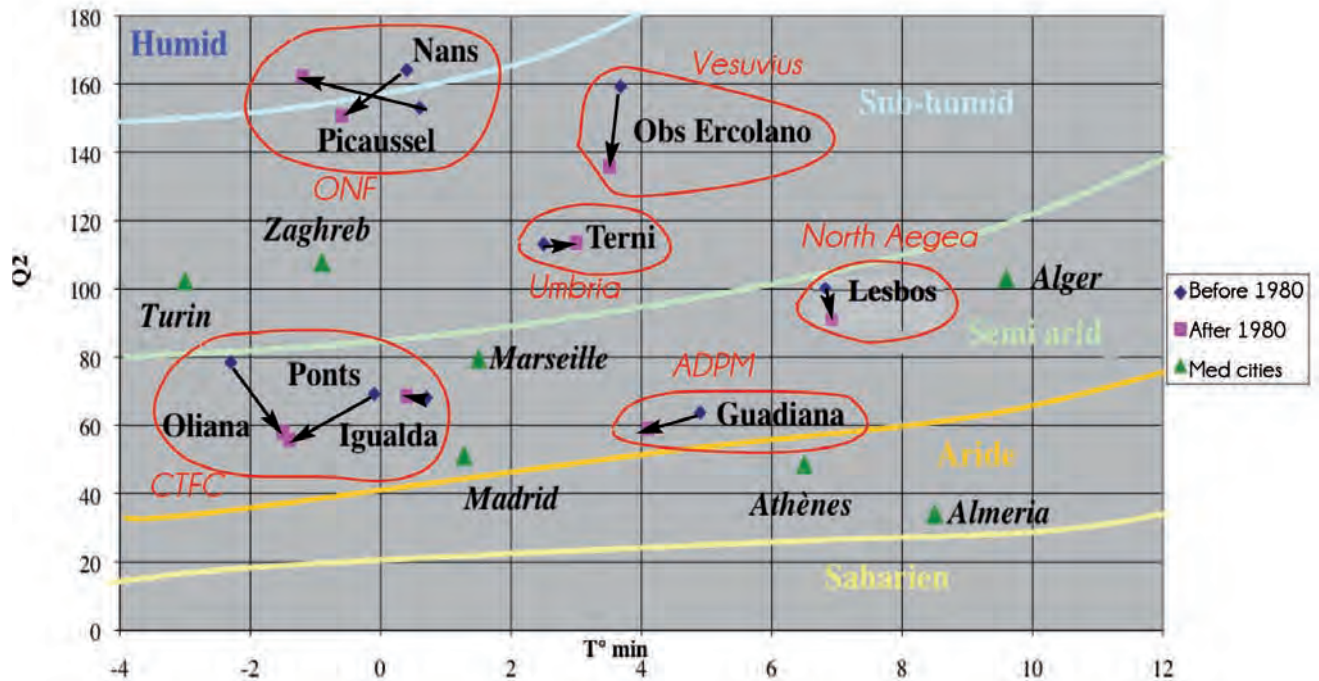 180
160
140
120
100
80
60
40
20
0
Q2
-4
-2
0
2
4
6
8
10
12
T° min
Humid
Nans
Picaussel
ONF
Vesuvius
Obs Ercolano
Sub-humid
Zaghreb
Turin
Terni
Umbria
North Aegea
Lesbos
Alger
Semi arid
Marseille
Ponts
Oliana
Igualda
CTFC
ADPM
Guadiana
Aride
Madrid
Athènes
Almeria
Saharien
Before 1980
After 1980
Med cities